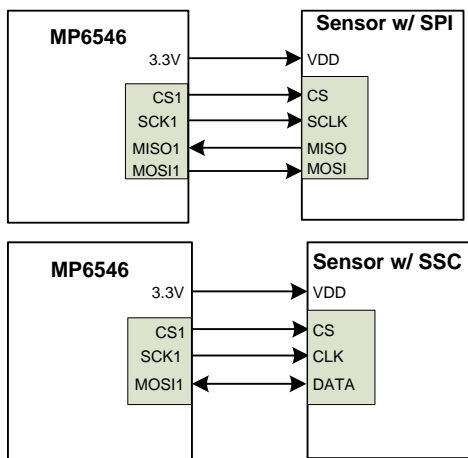 MP6546
Sensor w/ SPI
3.3V
VDD
CS1
CS
SCK1
SCLK
MISO1
MISO
MOSI1
MOSI
MP6546
Sensor w/ SSC
3.3V
VDD
CS1
CS
SCK1
CLK
MOSI1
DATA